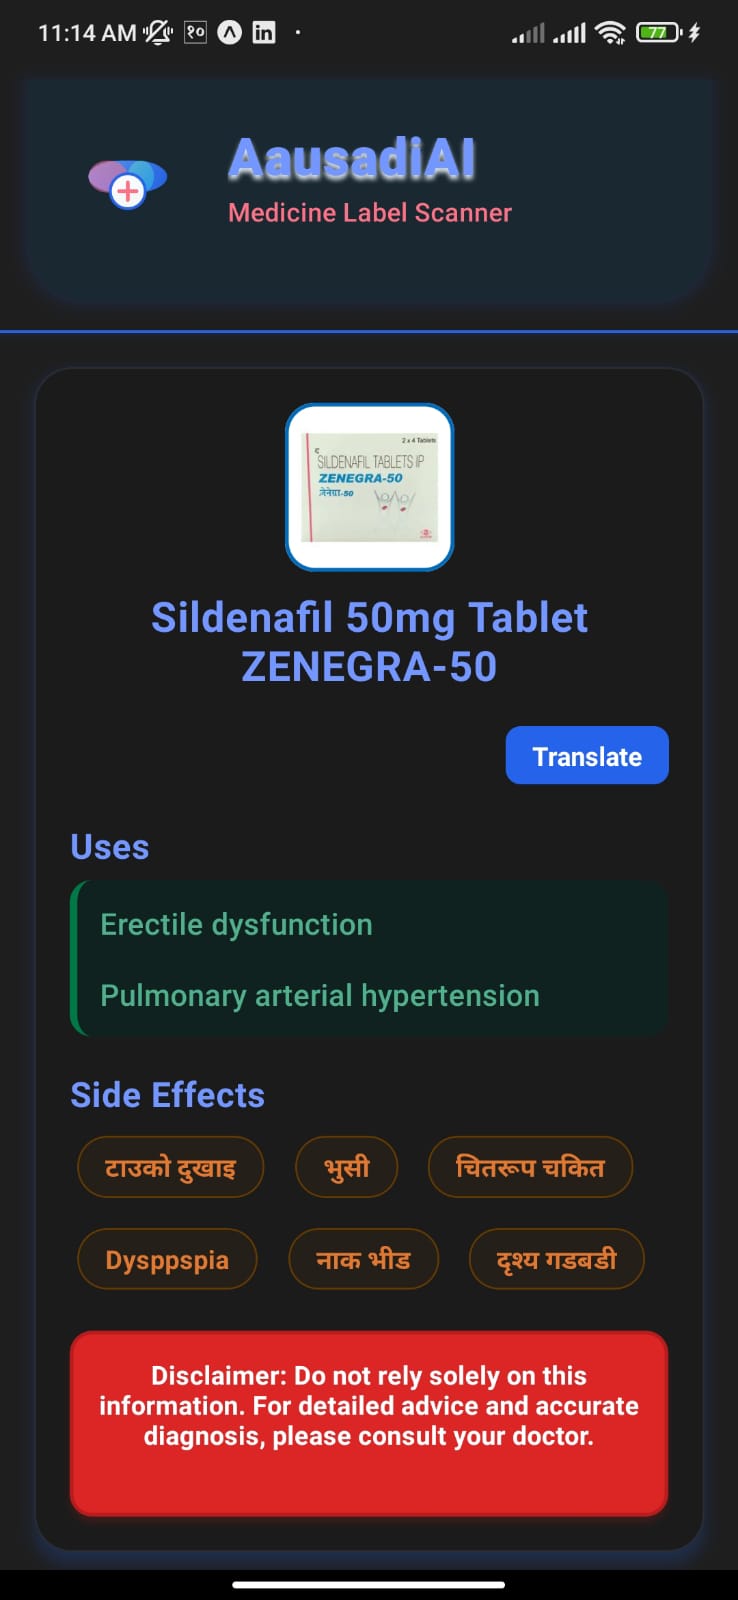 11:14 AM
१०
in
77
AausadiAI
Medicine Label Scanner
2 x 4 Tablets
SILDENAFIL TABLETS IP
ZENEGRA-50
ज़ेनेग्रा-50
Sildenafil 50mg Tablet
ZENEGRA-50
Translate
Uses
Erectile dysfunction
Pulmonary arterial hypertension
Side Effects
टाउको दुखाइ
भुसी
चितरूप चकित
Dysppspia
नाक भीड
दृश्य गडबडी
Disclaimer: Do not rely solely on this
information. For detailed advice and accurate
diagnosis, please consult your doctor.